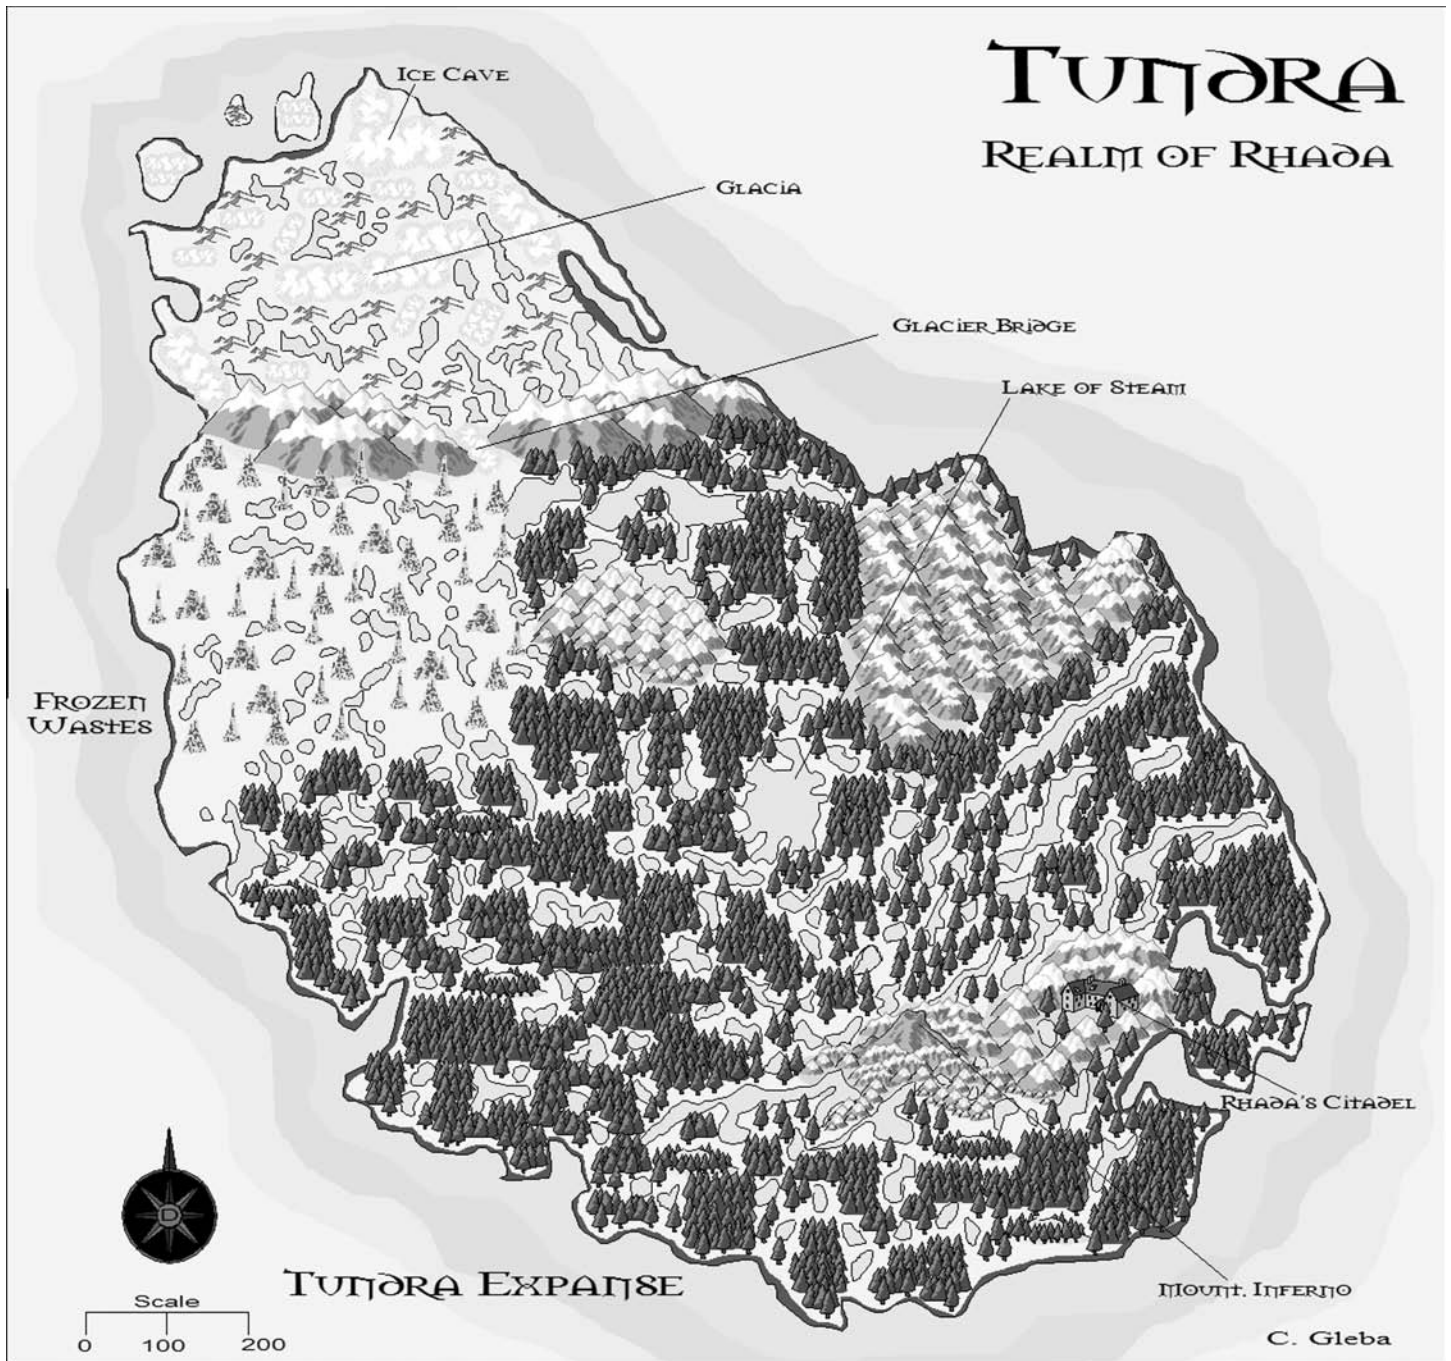 Tundra
Realm of Rhada
Ice Cave
Glacia
Glacier Bridge
Lake of Steam
Frozen
Wastes
Rhada's Citadel
Mount. Inferno
Tundra Expanse
D
Scale
0 100 200
C. Gleba